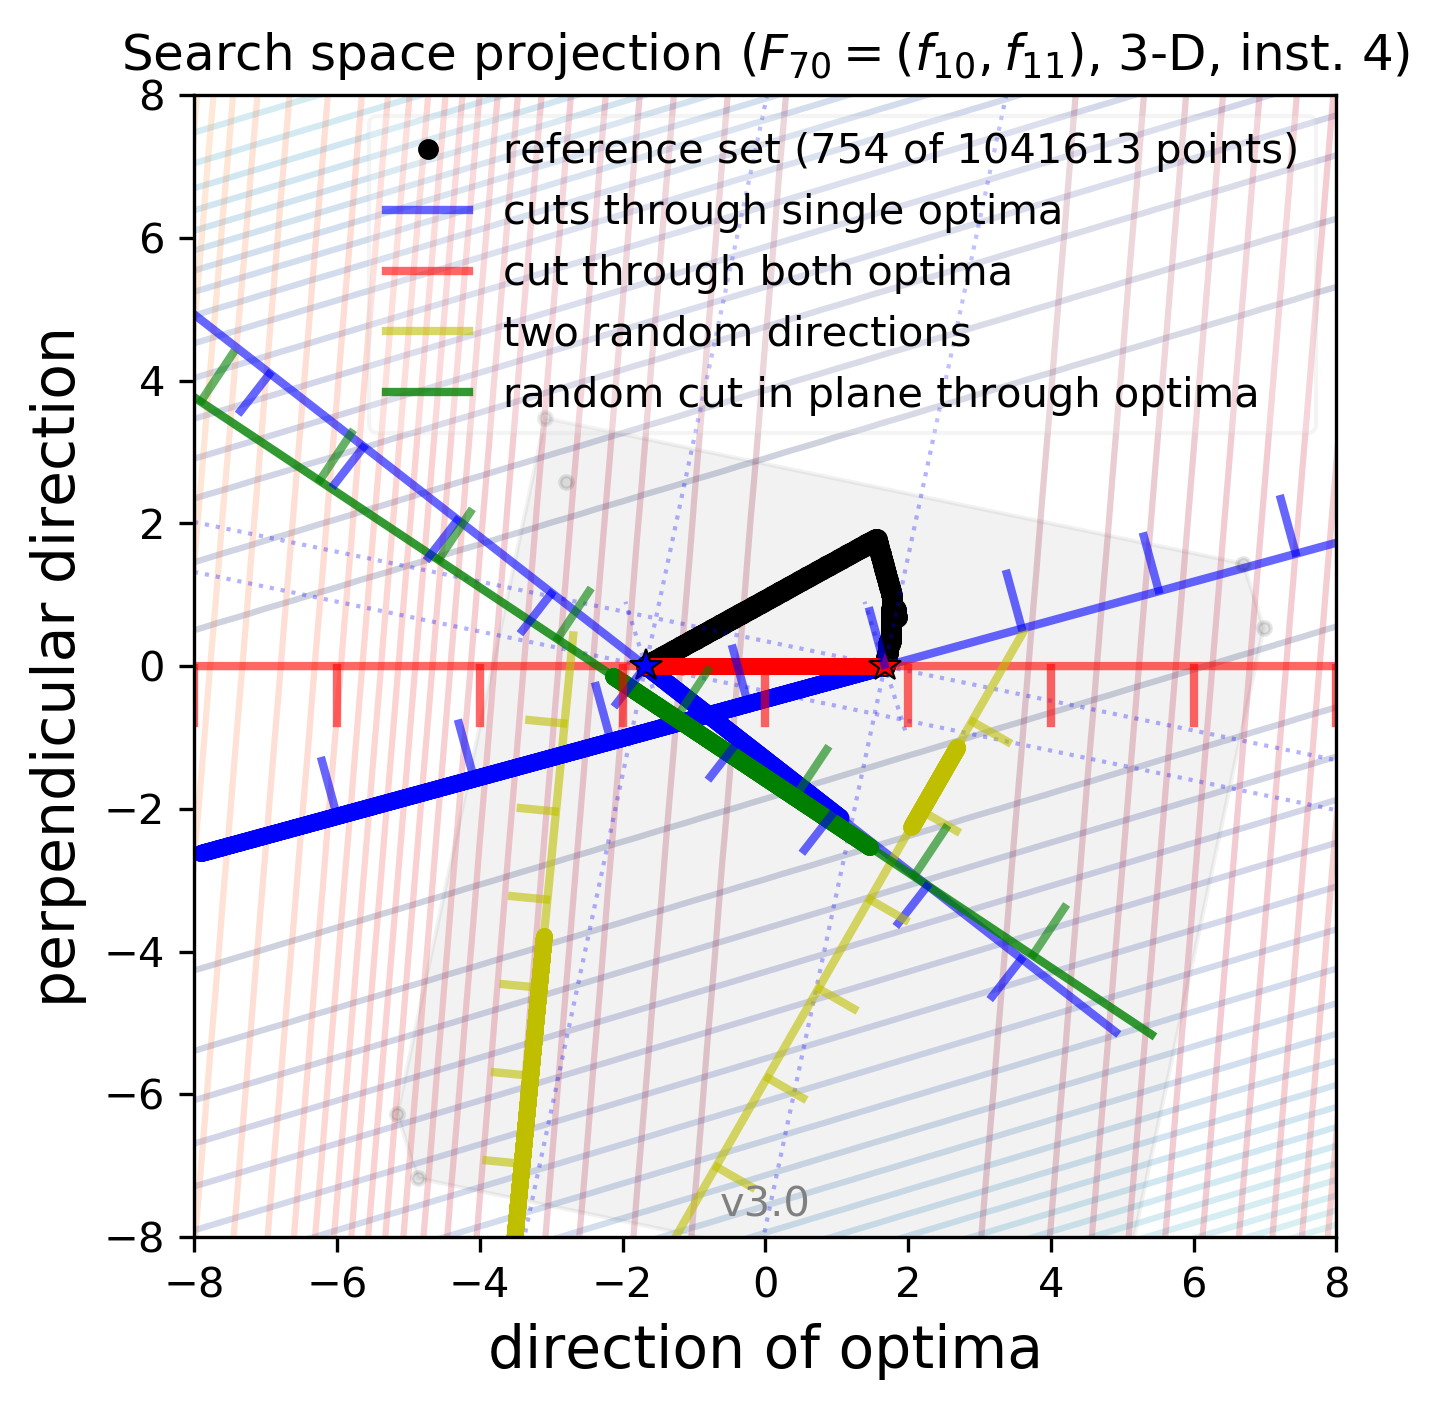 Search space projection (F70 = (f10, f11), 3-D, inst. 4)
8
6
4
2
0
−2
−4
−6
−8
perpendicular direction
reference set (754 of 1041613 points)
cuts through single optima
cut through both optima
two random directions
random cut in plane through optima
v3.0
−8 −6 −4 −2 0 2 4 6 8
direction of optima